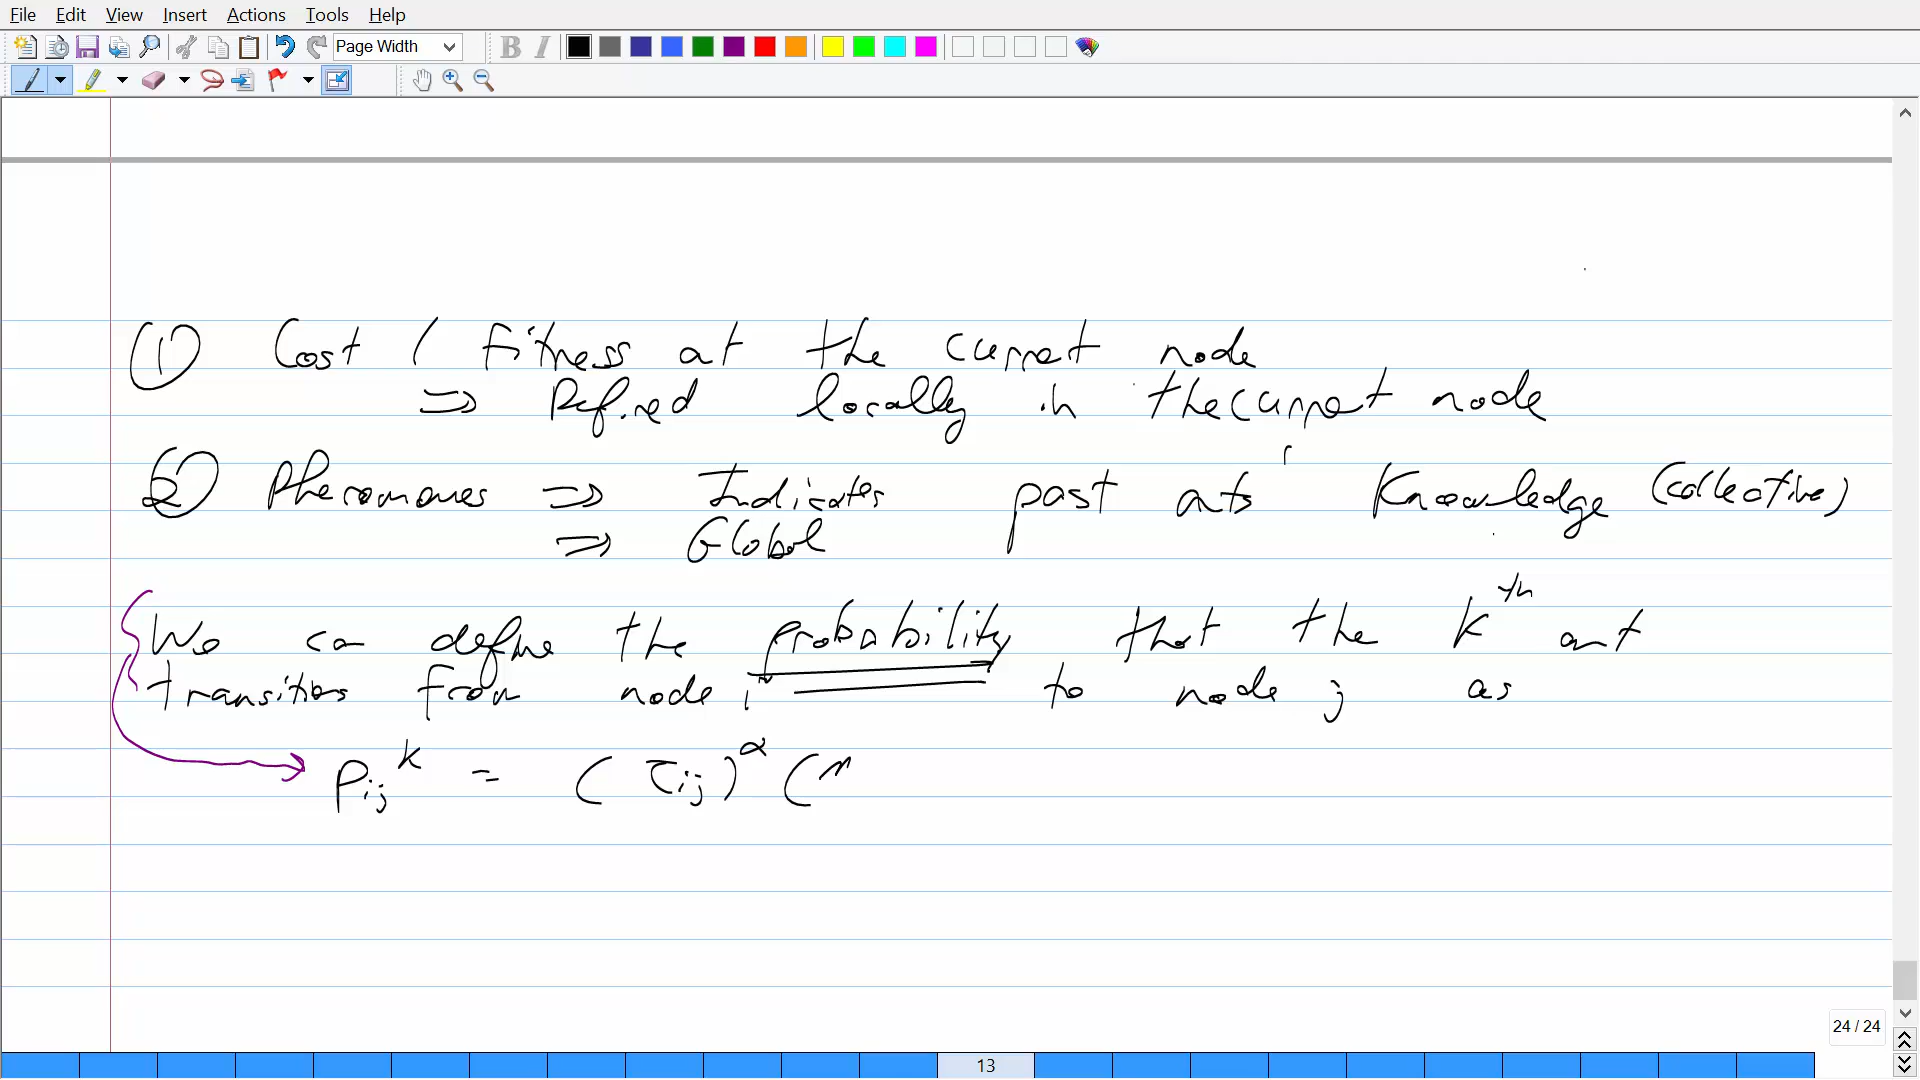 File Edit View Insert Actions Tools Help
Page Width B I
① Cost / Fitness at the current node
⇒ Defined locally in the current node
② Pheromones ⇒ Indicates past ants' Knowledge (collective)
⇒ Global
We can define the probability that the K^th ant
transitions from node i to node j as
P_ij^K = (τ_ij)^α (η
24 / 24
13